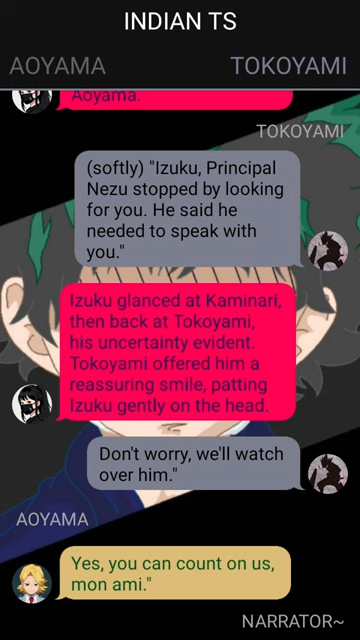 INDIAN TS
AOYAMA
TOKOYAMI
Aoyama.
TOKOYAMI
(softly) "Izuku, Principal
Nezu stopped by looking
for you. He said he
needed to speak with
you."
Izuku glanced at Kaminari,
then back at Tokoyami,
his uncertainty evident.
Tokoyami offered him a
reassuring smile, patting
Izuku gently on the head.
Don't worry, we'll watch
over him."
AOYAMA
Yes, you can count on us,
mon ami."
NARRATOR~